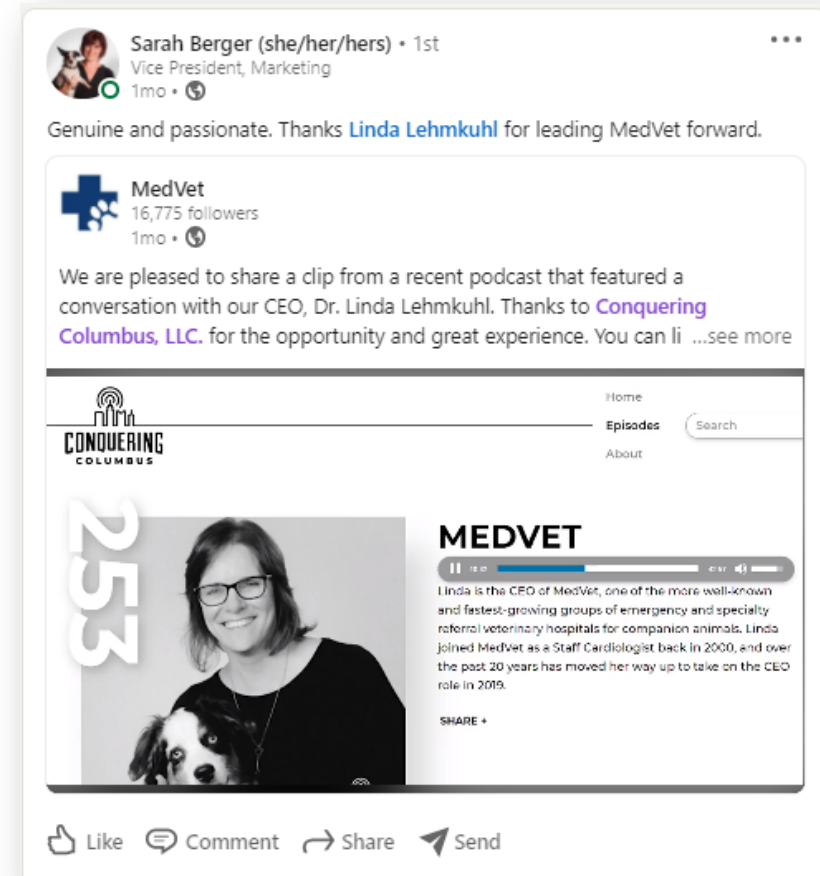 Sarah Berger (she/her/hers) • 1st
Vice President, Marketing
1mo •
Genuine and passionate. Thanks Linda Lehmkuhl for leading MedVet forward.
MedVet
16,775 followers
1mo •
We are pleased to share a clip from a recent podcast that featured a
conversation with our CEO, Dr. Linda Lehmkuhl. Thanks to Conquering
Columbus, LLC. for the opportunity and great experience. You can li ...see more
Home
Episodes
Search
About
CONQUERING
COLUMBUS
253
MEDVET
Linda is the CEO of MedVet, one of the more well-known
and fastest-growing groups of emergency and specialty
referral veterinary hospitals for companion animals. Linda
joined MedVet as a Staff Cardiologist back in 2000, and over
the past 20 years has moved her way up to take on the CEO
role in 2019.
SHARE +
Like Comment Share Send